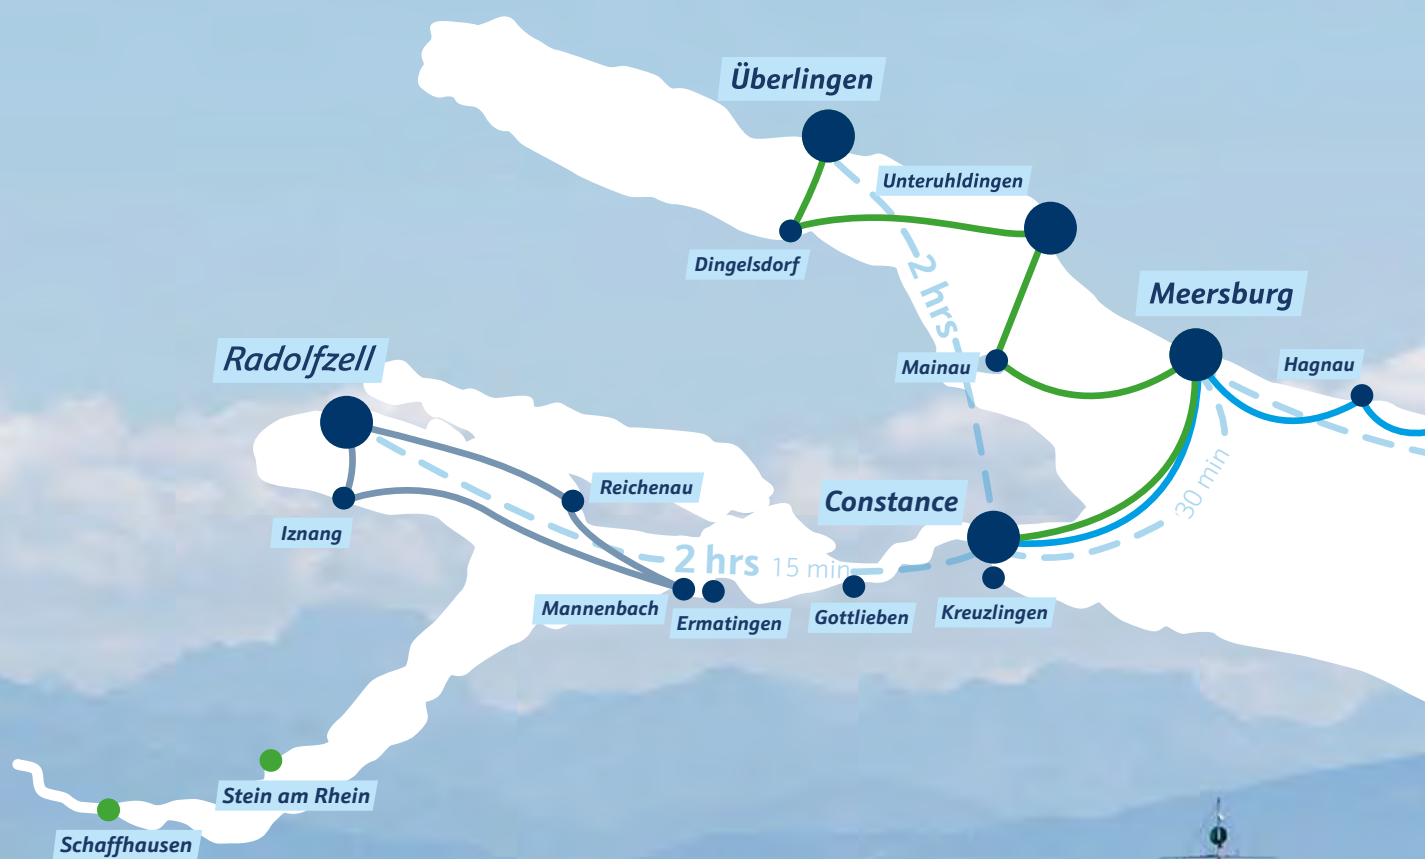 Überlingen
Unteruhldingen
Dingelsdorf
2 hrs
Meersburg
Mainau
Hagnau
Radolfzell
Reichenau
Constance
30 min
Iznang
2 hrs 15 min
Mannenbach
Ermatingen
Gottlieben
Kreuzlingen
Stein am Rhein
Schaffhausen